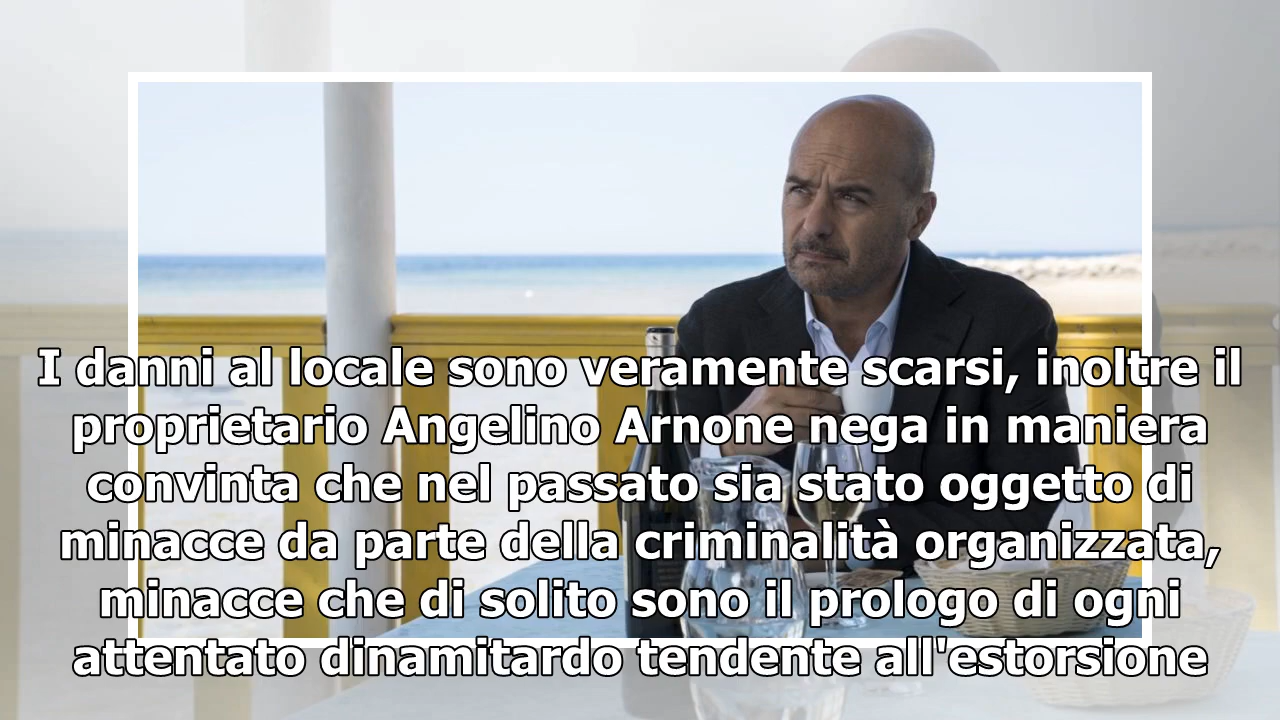 I danni al locale sono veramente scarsi, inoltre il
proprietario Angelino Arnone nega in maniera
convinta che nel passato sia stato oggetto di
minacce da parte della criminalità organizzata,
minacce che di solito sono il prologo di ogni
attentato dinamitardo tendente all'estorsione